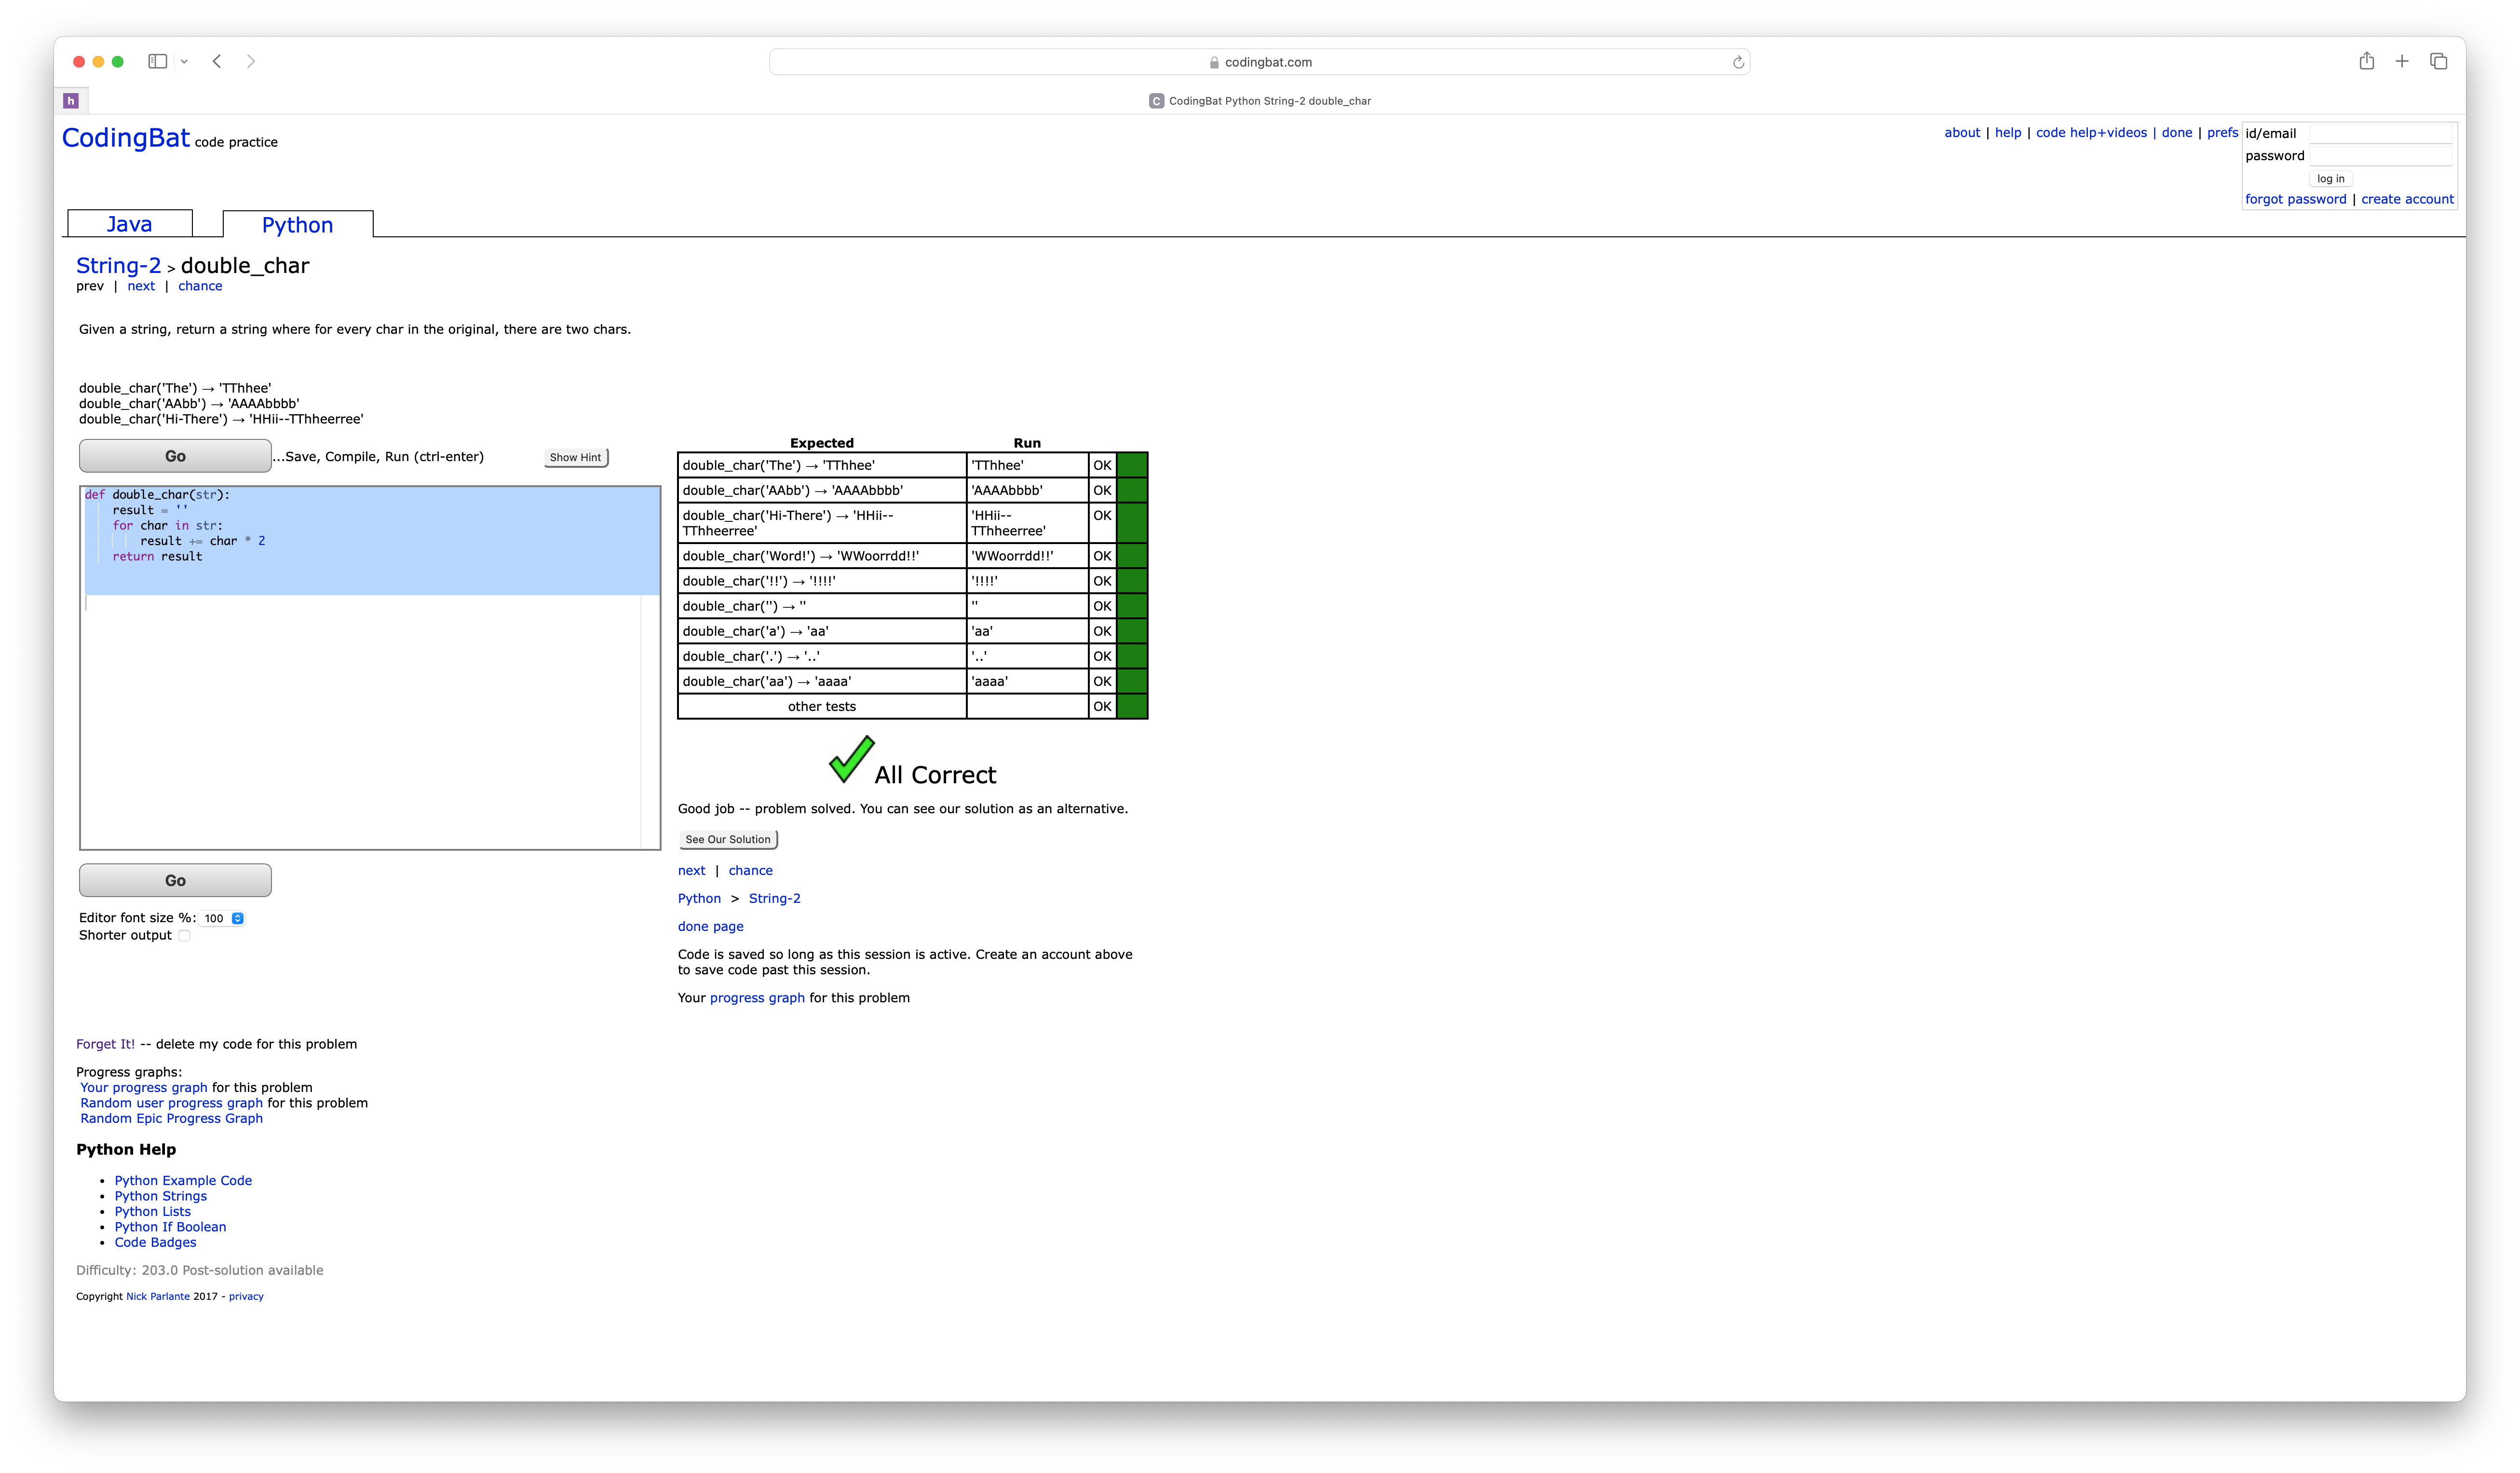 codingbat.com
h
C CodingBat Python String-2 double_char
CodingBat code practice
about | help | code help+videos | done | prefs
id/email
password
log in
forgot password | create account
Java
Python
String-2 > double_char
prev | next | chance
Given a string, return a string where for every char in the original, there are two chars.
double_char('The') → 'TThhee'
double_char('AAbb') → 'AAAAbbbb'
double_char('Hi-There') → 'HHii--TThheerree'
Go ...Save, Compile, Run (ctrl-enter) Show Hint
def double_char(str):
    result = ''
    for char in str:
        result += char * 2
    return result
Go
Editor font size %: 100
Shorter output
Expected Run
double_char('The') → 'TThhee' 'TThhee' OK
double_char('AAbb') → 'AAAAbbbb' 'AAAAbbbb' OK
double_char('Hi-There') → 'HHii-- 'HHii-- OK
TThheerree' TThheerree'
double_char('Word!') → 'WWoorrdd!!' 'WWoorrdd!!' OK
double_char('!!') → '!!!!' '!!!!' OK
double_char('') → '' '' OK
double_char('a') → 'aa' 'aa' OK
double_char('.') → '..' '..' OK
double_char('aa') → 'aaaa' 'aaaa' OK
other tests OK
All Correct
Good job -- problem solved. You can see our solution as an alternative.
See Our Solution
next | chance
Python > String-2
done page
Code is saved so long as this session is active. Create an account above
to save code past this session.
Your progress graph for this problem
Forget It! -- delete my code for this problem
Progress graphs:
Your progress graph for this problem
Random user progress graph for this problem
Random Epic Progress Graph
Python Help
• Python Example Code
• Python Strings
• Python Lists
• Python If Boolean
• Code Badges
Difficulty: 203.0 Post-solution available
Copyright Nick Parlante 2017 - privacy